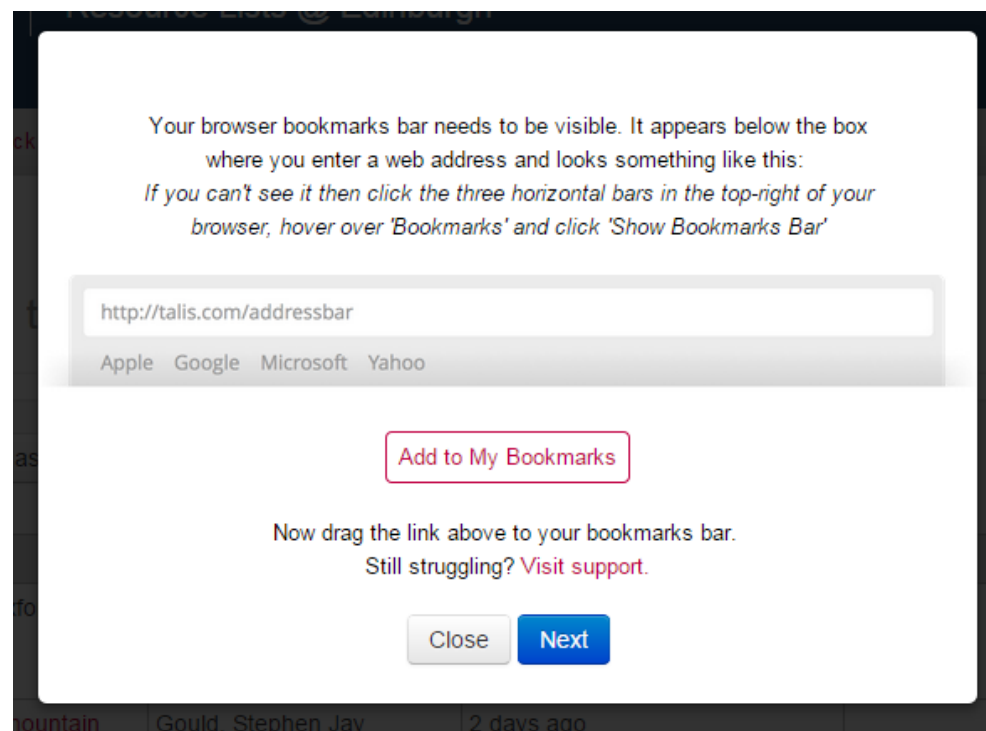 Resource Lists @ Edinburgh
Your browser bookmarks bar needs to be visible. It appears below the box
where you enter a web address and looks something like this:
If you can't see it then click the three horizontal bars in the top-right of your
browser, hover over 'Bookmarks' and click 'Show Bookmarks Bar'
http://talis.com/addressbar
Apple Google Microsoft Yahoo
Add to My Bookmarks
Now drag the link above to your bookmarks bar.
Still struggling? Visit support.
Close Next
mountain Gould, Stephen Jay 2 days ago